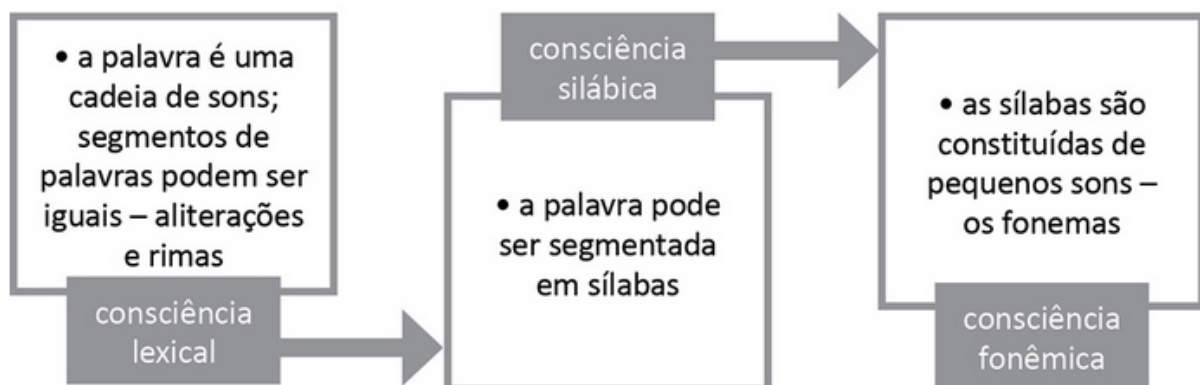 • a palavra é uma
cadeia de sons;
segmentos de
palavras podem ser
iguais – aliterações
e rimas
consciência
lexical
consciência
silábica
• a palavra pode
ser segmentada
em sílabas
• as sílabas são
constituídas de
pequenos sons –
os fonemas
consciência
fonêmica